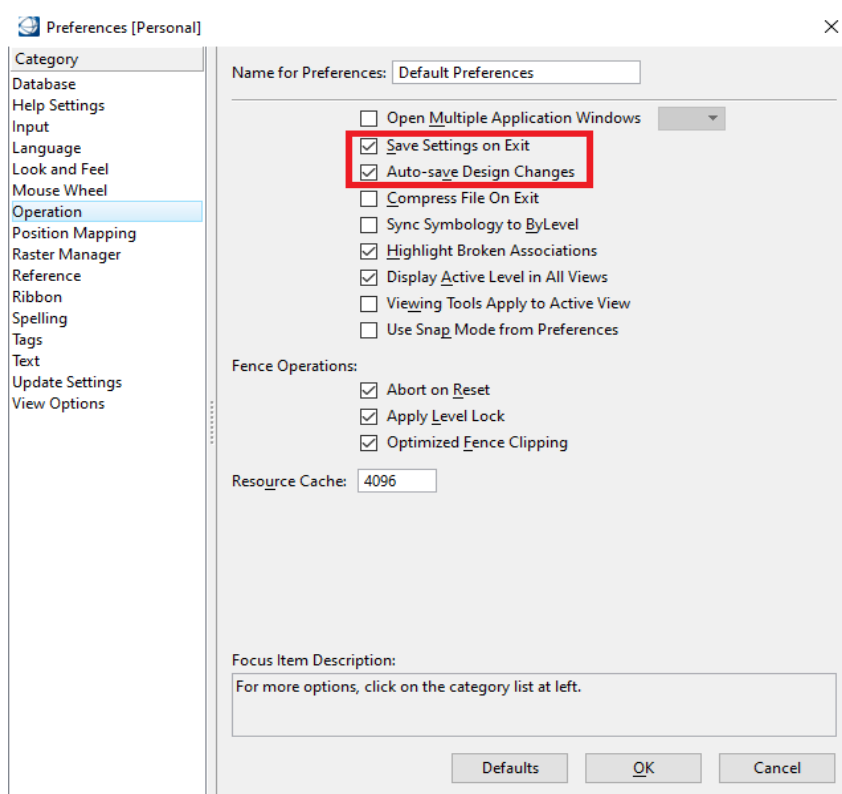 Preferences [Personal]
Category
Database
Help Settings
Input
Language
Look and Feel
Mouse Wheel
Operation
Position Mapping
Raster Manager
Reference
Ribbon
Spelling
Tags
Text
Update Settings
View Options
Name for Preferences: Default Preferences
Open Multiple Application Windows
Save Settings on Exit
Auto-save Design Changes
Compress File On Exit
Sync Symbology to ByLevel
Highlight Broken Associations
Display Active Level in All Views
Viewing Tools Apply to Active View
Use Snap Mode from Preferences
Fence Operations:
Abort on Reset
Apply Level Lock
Optimized Fence Clipping
Resource Cache: 4096
Focus Item Description:
For more options, click on the category list at left.
Defaults OK Cancel